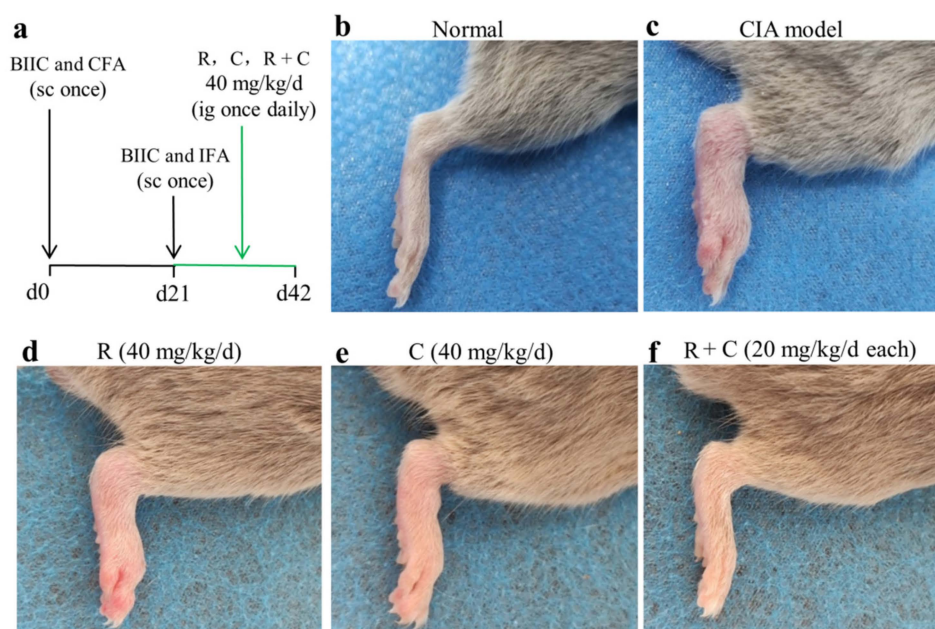 a
BIIC and CFA
(sc once)
R, C, R + C
40 mg/kg/d
(ig once daily)
BIIC and IFA
(sc once)
d0
d21
d42
b
Normal
c
CIA model
d
R (40 mg/kg/d)
e
C (40 mg/kg/d)
f
R + C (20 mg/kg/d each)